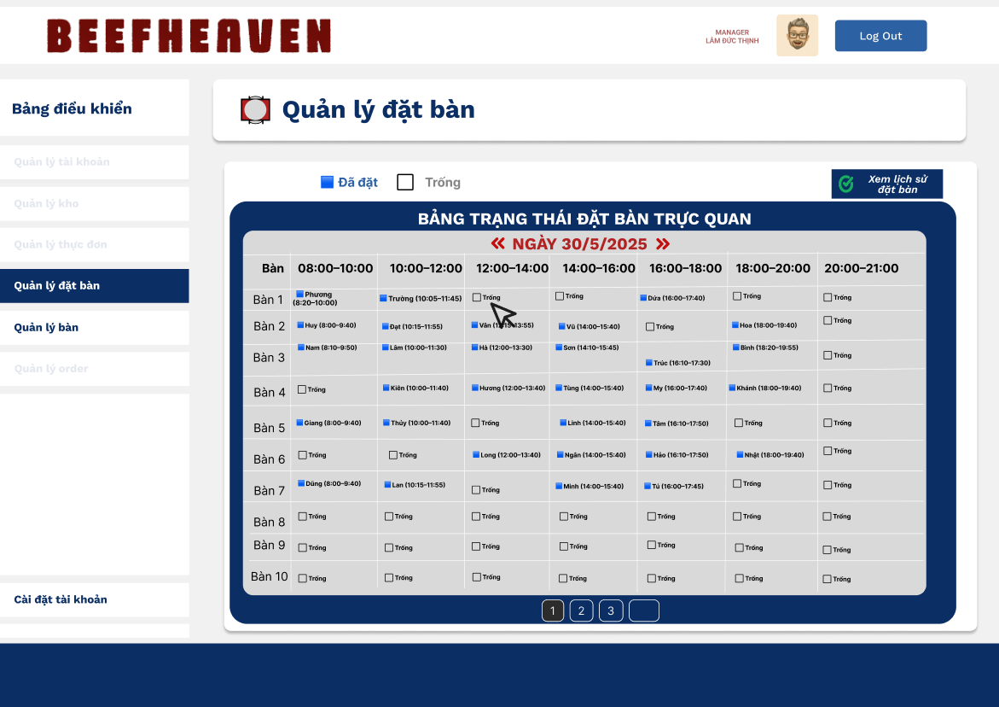 BEEFHEAVEN
MANAGER
LÂM ĐỨC THỊNH
Log Out
Bảng điều khiển
Quản lý tài khoản
Quản lý kho
Quản lý thực đơn
Quản lý đặt bàn
Quản lý bàn
Quản lý order
Cài đặt tài khoản
Quản lý đặt bàn
Đã đặt Trống
Xem lịch sử
đặt bàn
BẢNG TRẠNG THÁI ĐẶT BÀN TRỰC QUAN
« NGÀY 30/5/2025 »
Bàn 08:00–10:00 10:00–12:00 12:00–14:00 14:00–16:00 16:00–18:00 18:00–20:00 20:00–21:00
Bàn 1 Phương (8:20–10:00) Trường (10:05–11:45) Trống Trống Dứa (16:00–17:40) Trống Trống
Bàn 2 Huy (8:00–9:40) Đạt (10:15–11:55) Vân (12:15–13:55) Vũ (14:00–15:40) Trống Hoa (18:00–19:40) Trống
Bàn 3 Nam (8:10–9:50) Lâm (10:00–11:30) Hà (12:00–13:30) Sơn (14:10–15:45) Trúc (16:10–17:30) Bình (18:20–19:55) Trống
Bàn 4 Trống Kiên (10:00–11:40) Hương (12:00–13:40) Tùng (14:00–15:40) My (16:00–17:40) Khánh (18:00–19:40) Trống
Bàn 5 Giang (8:00–9:40) Thúy (10:00–11:40) Trống Linh (14:00–15:40) Tâm (16:10–17:50) Trống Trống
Bàn 6 Trống Trống Long (12:00–13:40) Ngân (14:00–15:40) Hảo (16:10–17:50) Nhật (18:00–19:40) Trống
Bàn 7 Dũng (8:00–9:40) Lan (10:15–11:55) Trống Minh (14:00–15:40) Tú (16:00–17:45) Trống Trống
Bàn 8 Trống Trống Trống Trống Trống Trống Trống
Bàn 9 Trống Trống Trống Trống Trống Trống Trống
Bàn 10 Trống Trống Trống Trống Trống Trống Trống
1 2 3